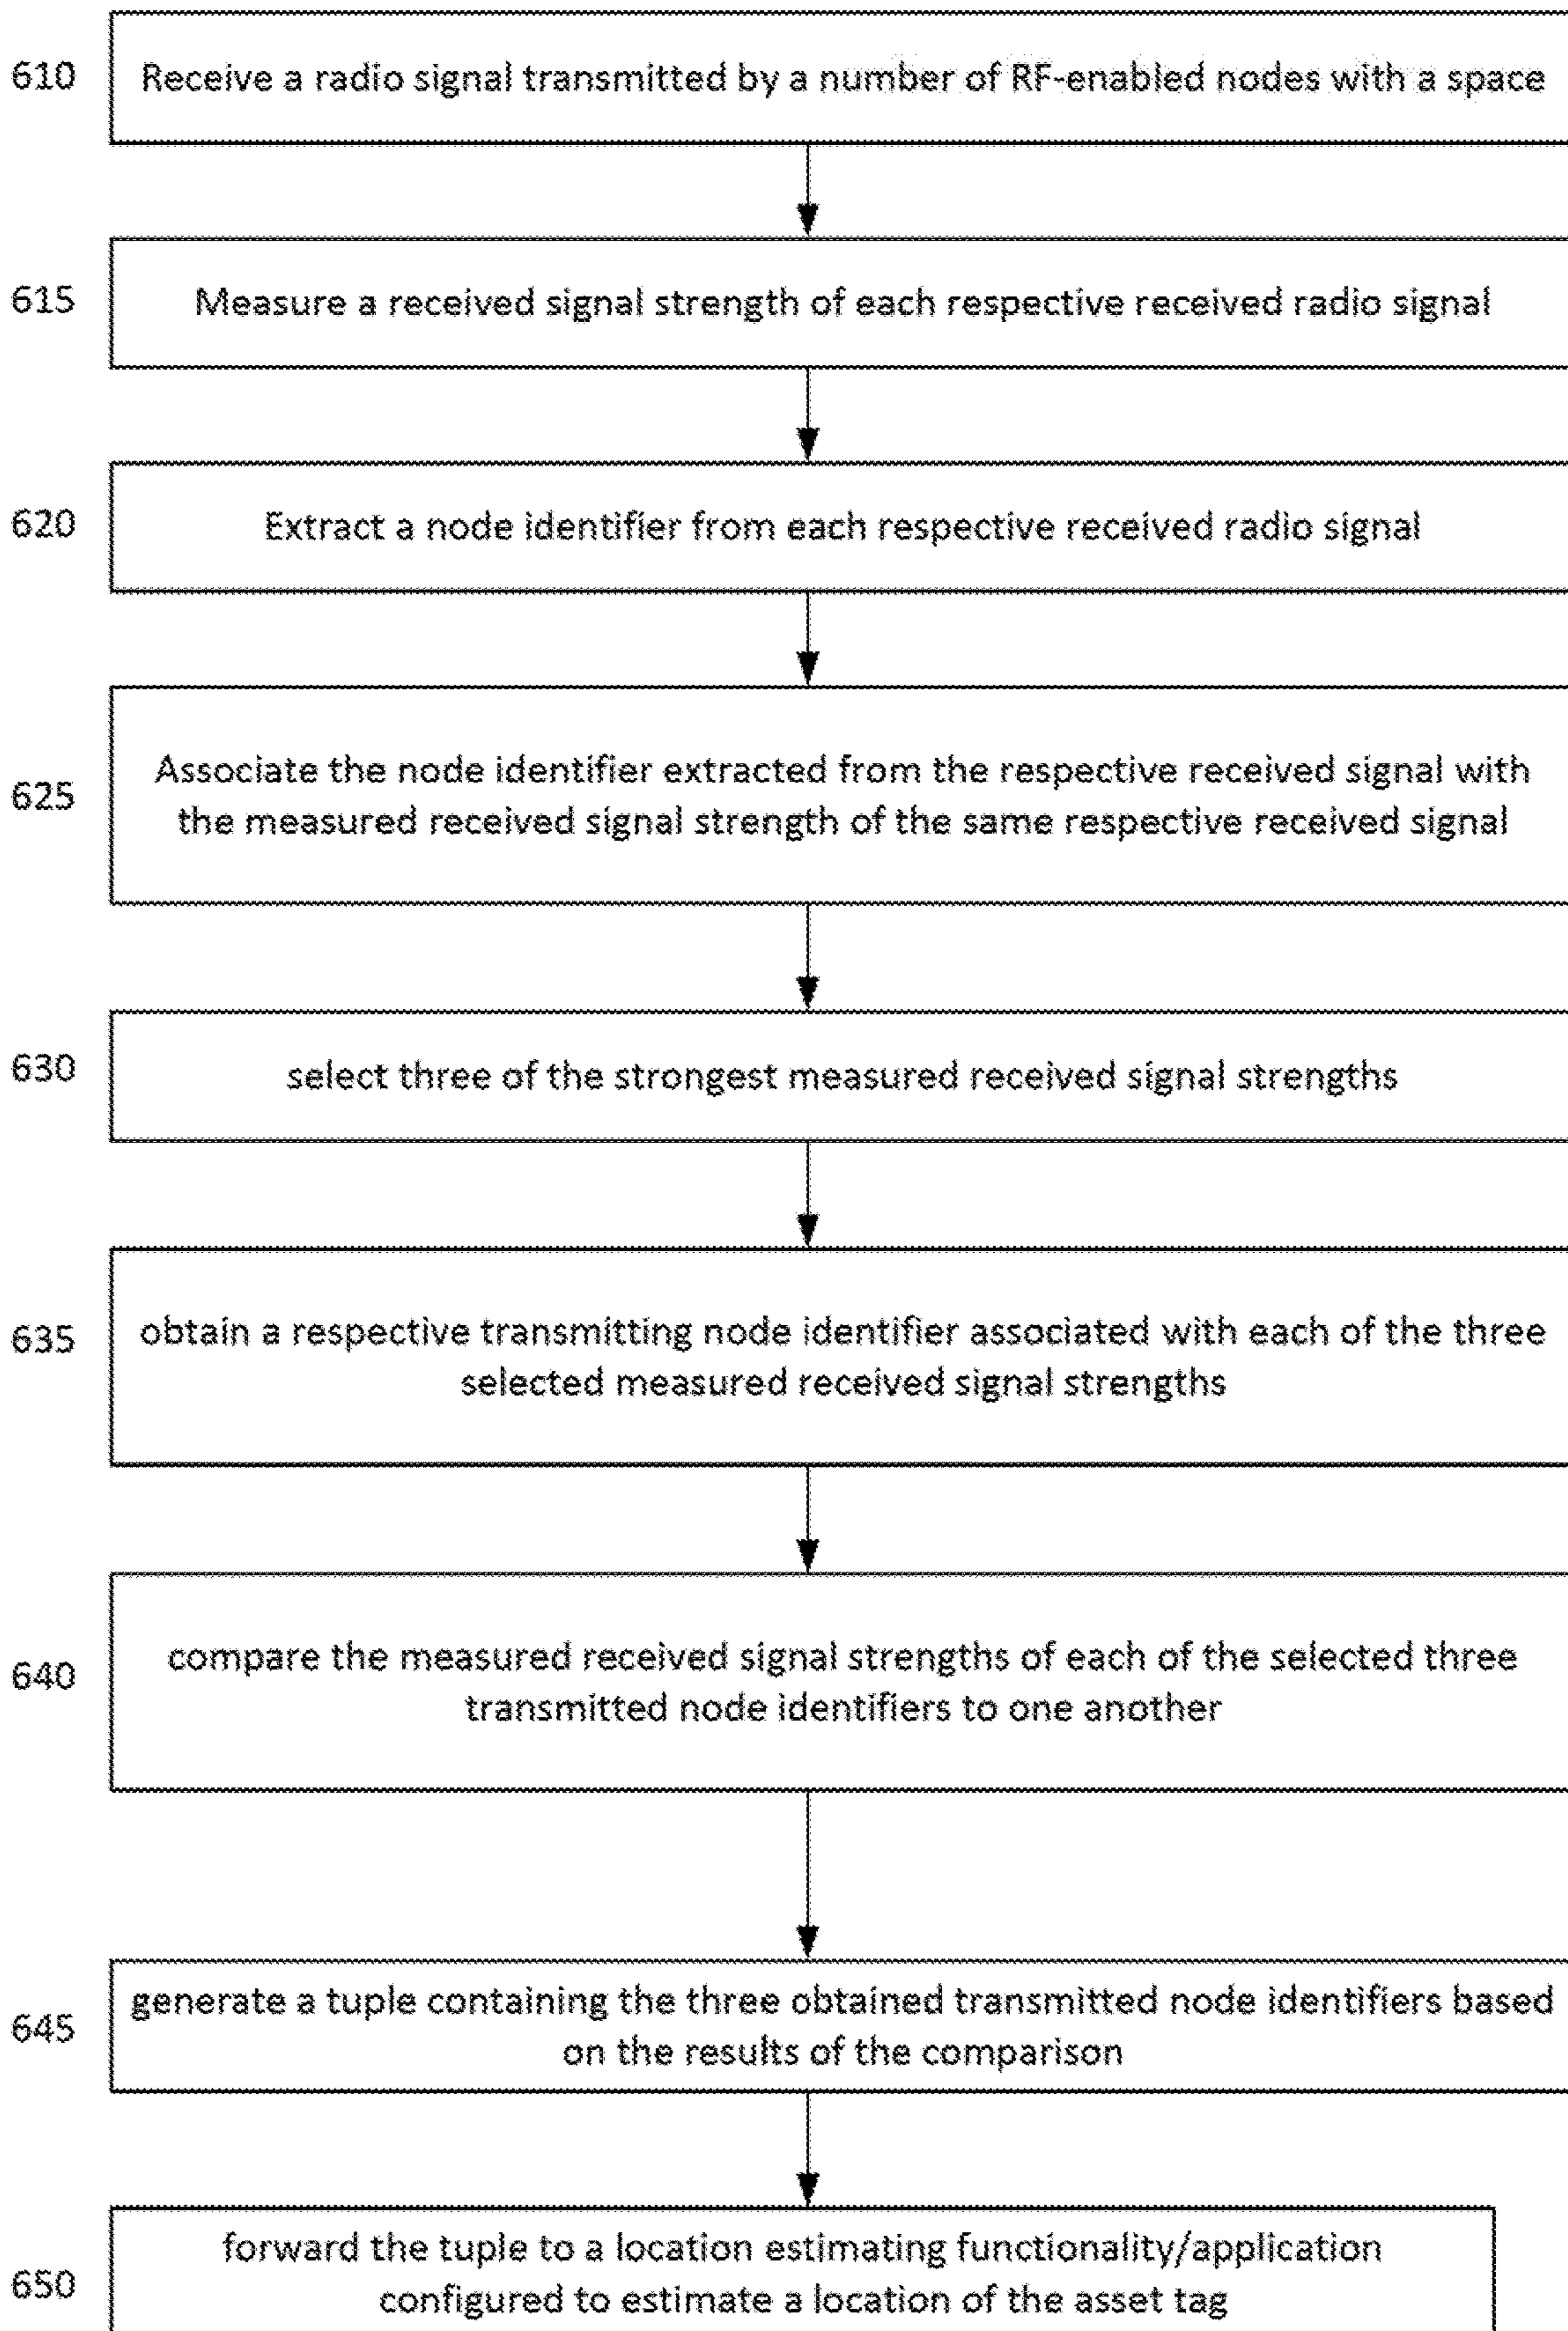 610
Receive a radio signal transmitted by a number of RF-enabled nodes with a space
615
Measure a received signal strength of each respective received radio signal
620
Extract a node identifier from each respective received radio signal
625
Associate the node identifier extracted from the respective received signal with
the measured received signal strength of the same respective received signal
630
select three of the strongest measured received signal strengths
635
obtain a respective transmitting node identifier associated with each of the three
selected measured received signal strengths
640
compare the measured received signal strengths of each of the selected three
transmitted node identifiers to one another
645
generate a tuple containing the three obtained transmitted node identifiers based
on the results of the comparison
650
forward the tuple to a location estimating functionality/application
configured to estimate a location of the asset tag